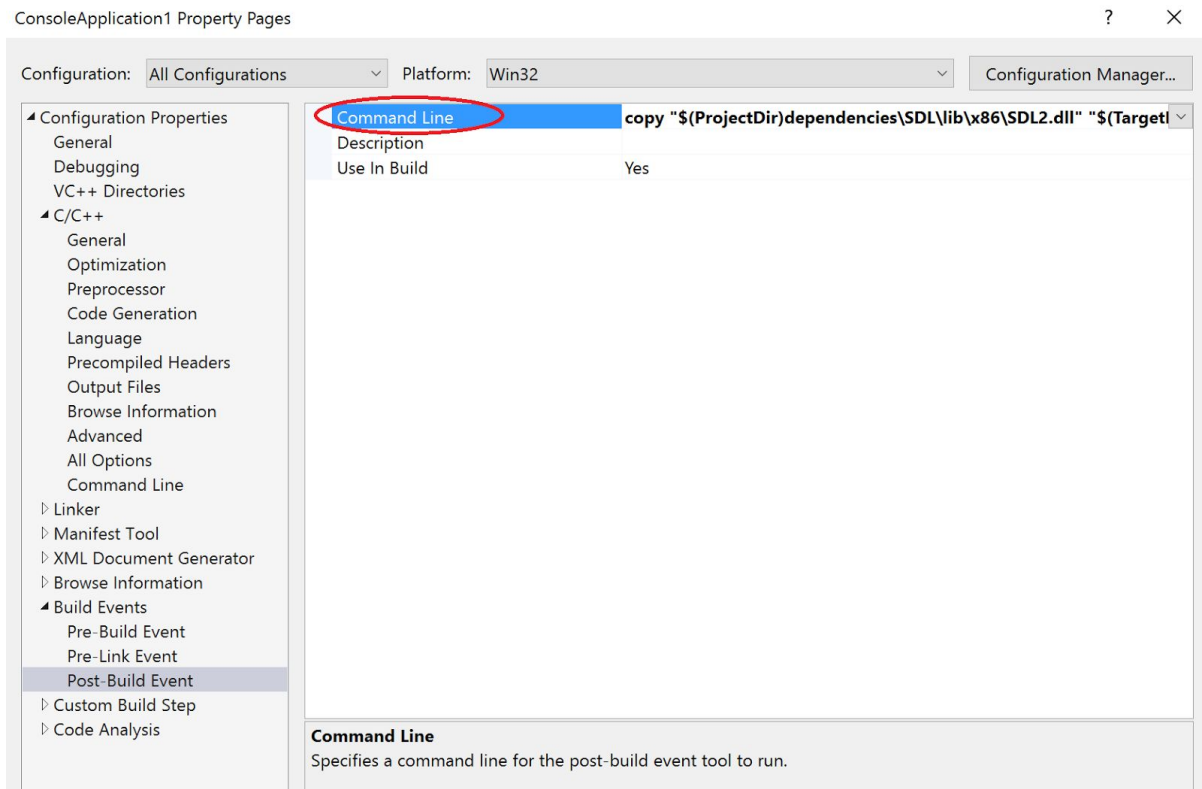 ConsoleApplication1 Property Pages ?
Configuration: All Configurations Platform: Win32 Configuration Manager...
Configuration Properties
General
Debugging
VC++ Directories
C/C++
General
Optimization
Preprocessor
Code Generation
Language
Precompiled Headers
Output Files
Browse Information
Advanced
All Options
Command Line
Linker
Manifest Tool
XML Document Generator
Browse Information
Build Events
Pre-Build Event
Pre-Link Event
Post-Build Event
Custom Build Step
Code Analysis
Command Line copy "$(ProjectDir)dependencies\SDL\lib\x86\SDL2.dll" "$(Target
Description
Use In Build Yes
Command Line
Specifies a command line for the post-build event tool to run.